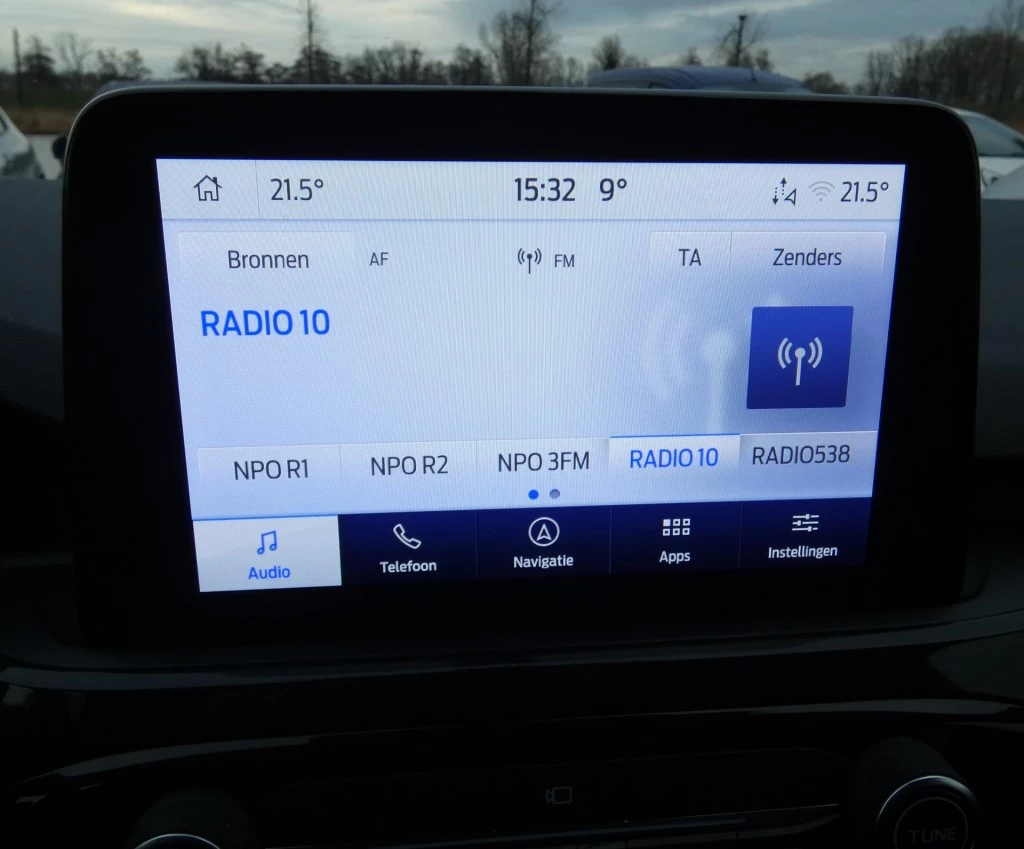 21.5° 15:32 9° 21.5°
Bronnen AF FM TA Zenders
RADIO 10
NPO R1 NPO R2 NPO 3FM RADIO 10 RADIO538
Audio Telefoon Navigatie Apps Instellingen
TUNE